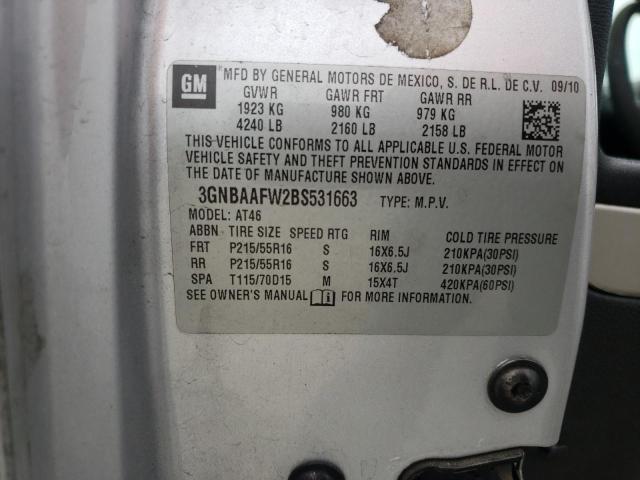 GM
MFD BY GENERAL MOTORS DE MEXICO, S. DE R.L. DE C.V. 09/10
GVWR GAWR FRT GAWR RR
1923 KG 980 KG 979 KG
4240 LB 2160 LB 2158 LB
THIS VEHICLE CONFORMS TO ALL APPLICABLE U.S. FEDERAL MOTOR
VEHICLE SAFETY AND THEFT PREVENTION STANDARDS IN EFFECT ON
THE DATE OF MANUFACTURE SHOWN ABOVE.
3GNBAAFW2BS531663 TYPE: M.P.V.
MODEL: AT46
ABBN TIRE SIZE SPEED RTG RIM COLD TIRE PRESSURE
FRT P215/55R16 S 16X6.5J 210KPA(30PSI)
RR P215/55R16 S 16X6.5J 210KPA(30PSI)
SPA T115/70D15 M 15X4T 420KPA(60PSI)
SEE OWNER'S MANUAL FOR MORE INFORMATION.